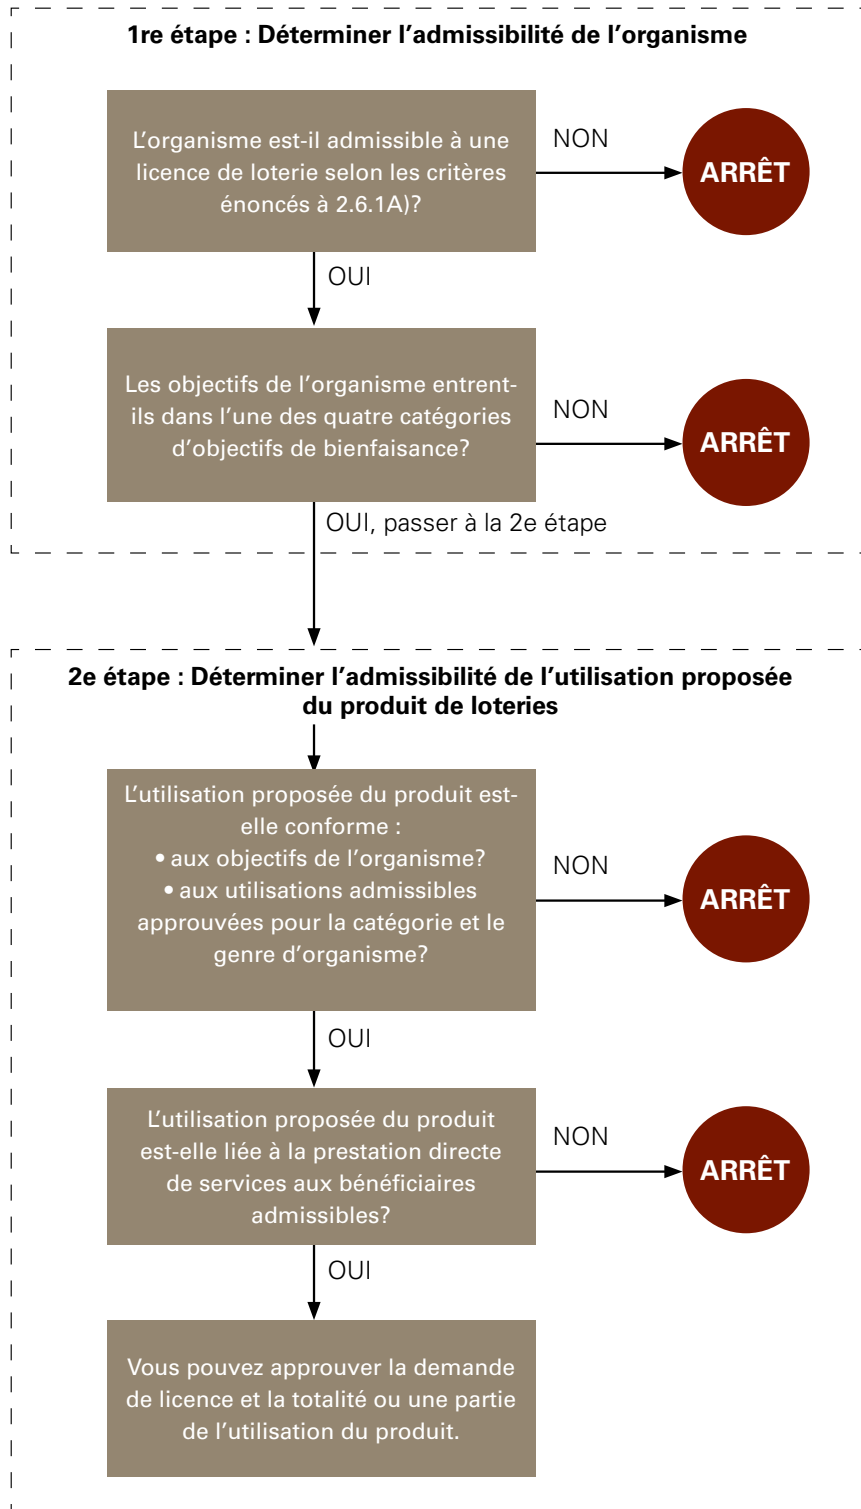 1re étape : Déterminer l’admissibilité de l’organisme
L’organisme est-il admissible à une
licence de loterie selon les critères
énoncés à 2.6.1A)?
NON
ARRÊT
OUI
Les objectifs de l’organisme entrent-
ils dans l’une des quatre catégories
d’objectifs de bienfaisance?
NON
ARRÊT
OUI, passer à la 2e étape
2e étape : Déterminer l’admissibilité de l’utilisation proposée
du produit de loteries
L’utilisation proposée du produit est-
elle conforme :
• aux objectifs de l’organisme?
• aux utilisations admissibles
approuvées pour la catégorie et le
genre d’organisme?
NON
ARRÊT
OUI
L’utilisation proposée du produit
est-elle liée à la prestation directe
de services aux bénéficiaires
admissibles?
NON
ARRÊT
OUI
Vous pouvez approuver la demande
de licence et la totalité ou une partie
de l’utilisation du produit.